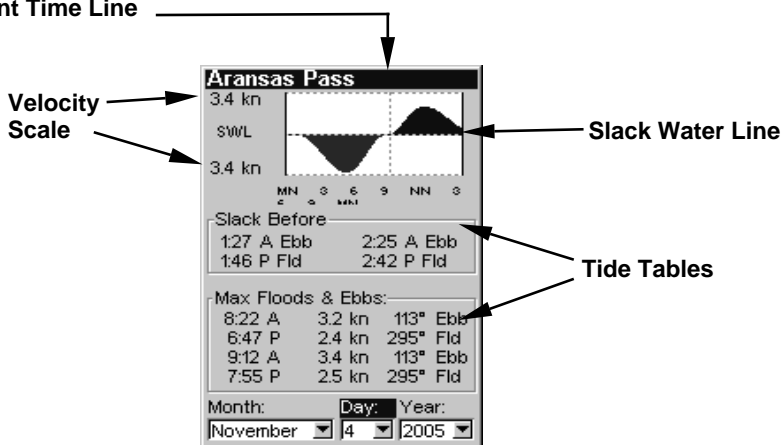 nt Time Line
Aransas Pass
Velocity
Scale
3.4 kn
SWL
3.4 kn
Slack Water Line
MN 3 6 9 NN 3
Slack Before
1:27 A Ebb 2:25 A Ebb
1:46 P Fld 2:42 P Fld
Tide Tables
Max Floods & Ebbs:
8:22 A 3.2 kn 113° Ebb
6:47 P 2.4 kn 295° Fld
9:12 A 3.4 kn 113° Ebb
7:55 P 2.5 kn 295° Fld
Month: Day: Year:
November 4 2005